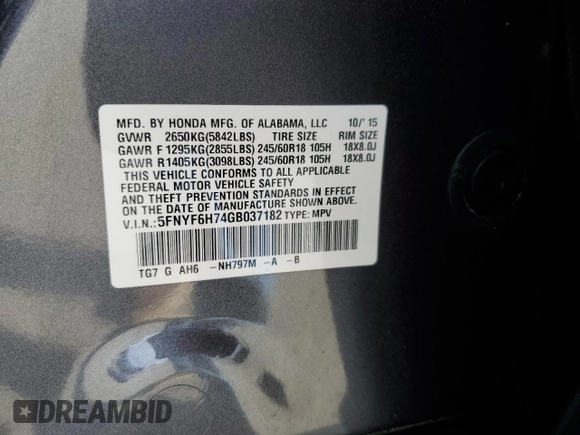 MFD. BY HONDA MFG. OF ALABAMA, LLC 10/'15
GVWR 2650KG(5842LBS) TIRE SIZE RIM SIZE
GAWR F 1295KG(2855LBS) 245/60R18 105H 18X8.0J
GAWR R 1405KG(3098LBS) 245/60R18 105H 18X8.0J
THIS VEHICLE CONFORMS TO ALL APPLICABLE
FEDERAL MOTOR VEHICLE SAFETY
AND THEFT PREVENTION STANDARDS IN EFFECT
ON THE DATE OF MANUFACTURE SHOWN ABOVE.
V.I.N.: 5FNYF6H74GB037182 TYPE: MPV
TG7 G AH6 -NH797M -A -B
DREAMBID